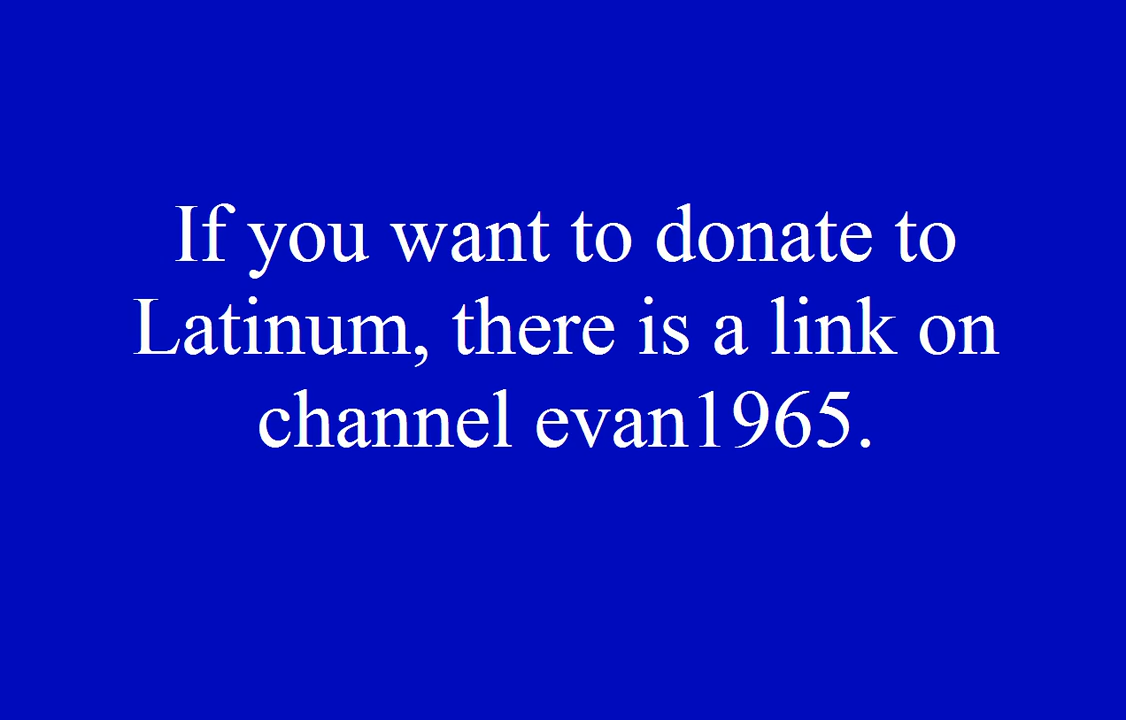 If you want to donate to
Latinum, there is a link on
channel evan1965.